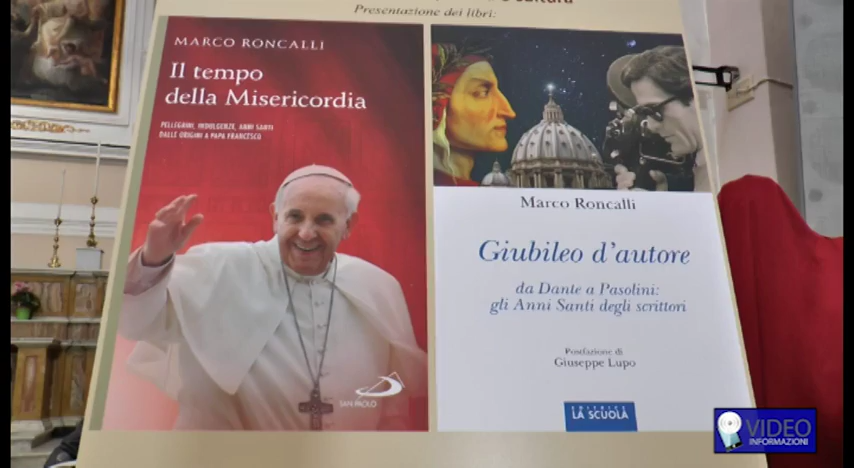 cultura
Presentazione dei libri:
MARCO RONCALLI
Il tempo
della Misericordia
PELLEGRINI, INDULGENZE, ANNI SANTI
DALLE ORIGINI A PAPA FRANCESCO
SAN PAOLO
Marco Roncalli
Giubileo d'autore
da Dante a Pasolini:
gli Anni Santi degli scrittori
Postfazione di
Giuseppe Lupo
EDITRICE
LA SCUOLA
VIDEO
INFORMAZIONI